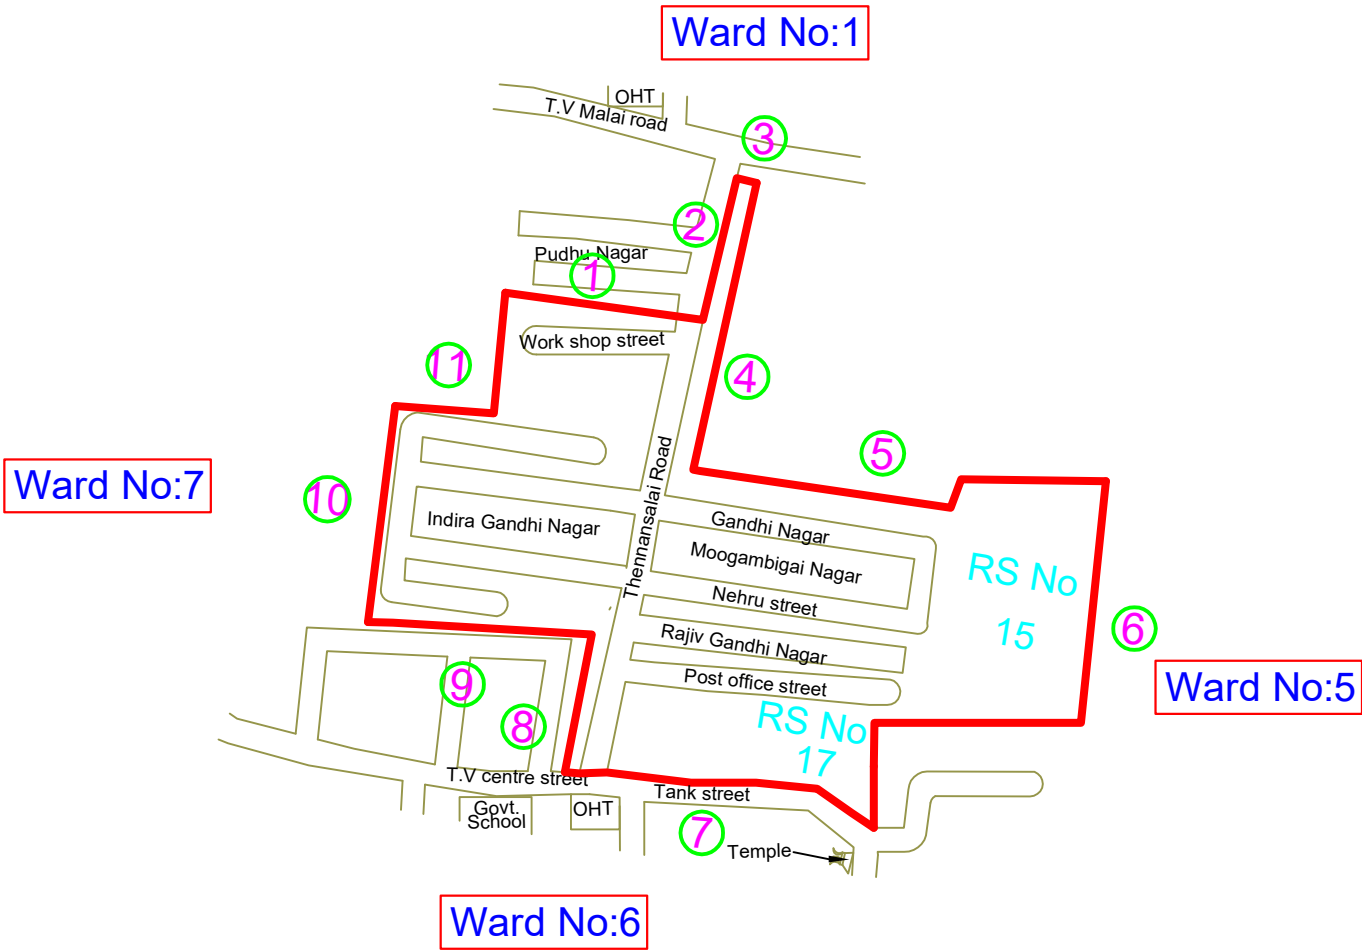 Ward No:1
OHT
T.V Malai road
3
2
Pudhu Nagar
1
Work shop street
11
4
Thennansalai Road
5
Ward No:7
10
Indira Gandhi Nagar
Gandhi Nagar
Moogambigai Nagar
RS No
15
Nehru street
6
Rajiv Gandhi Nagar
Post office street
Ward No:5
9
8
RS No
17
T.V centre street
Tank street
Govt.
School
OHT
7
Temple
Ward No:6